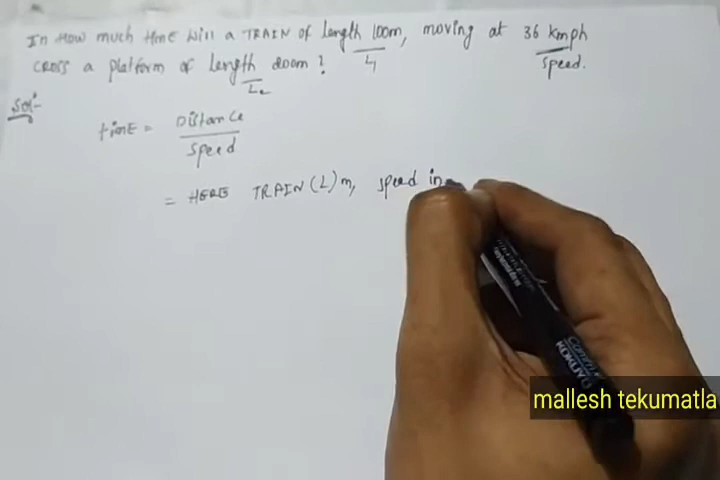 In How much time will a TRAIN of Length 100m, moving at 36 kmph
L1
cross a platform of length 200m?
speed.
L2
Sol:-
time = Distance
speed
= HERE TRAIN (L) m, speed in
KOKUYO
mallesh tekumatla